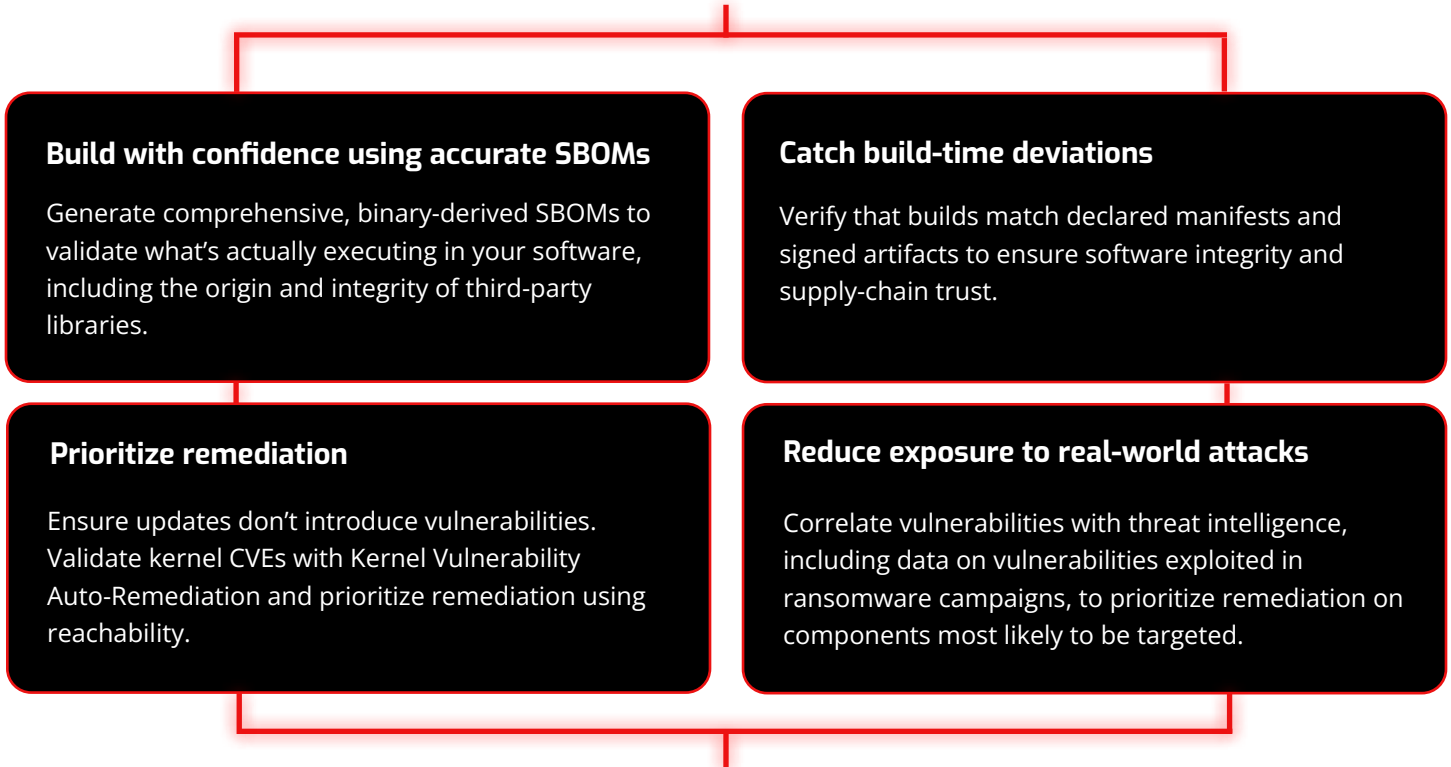 Build with confidence using accurate SBOMs
Generate comprehensive, binary-derived SBOMs to
validate what’s actually executing in your software,
including the origin and integrity of third-party
libraries.
Catch build-time deviations
Verify that builds match declared manifests and
signed artifacts to ensure software integrity and
supply-chain trust.
Prioritize remediation
Ensure updates don’t introduce vulnerabilities.
Validate kernel CVEs with Kernel Vulnerability
Auto-Remediation and prioritize remediation using
reachability.
Reduce exposure to real-world attacks
Correlate vulnerabilities with threat intelligence,
including data on vulnerabilities exploited in
ransomware campaigns, to prioritize remediation on
components most likely to be targeted.